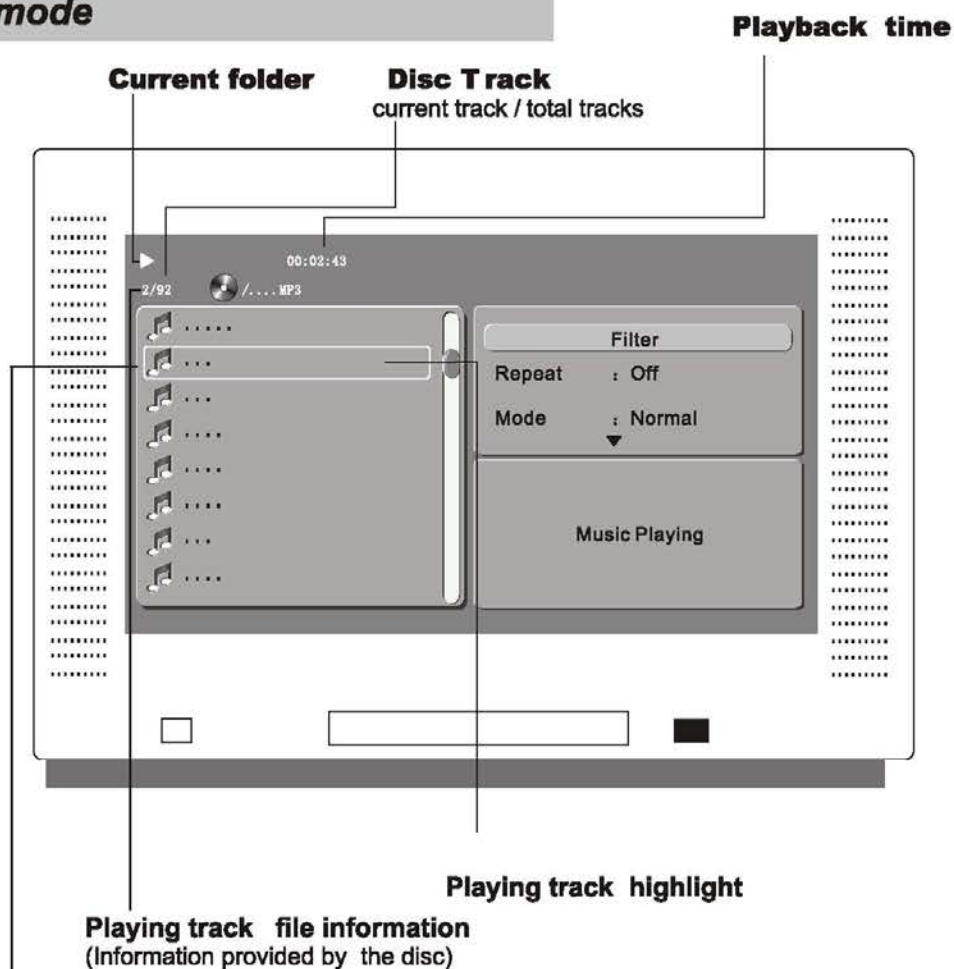 mode
Playback time
Current folder
Disc Track
current track / total tracks
00:02:43
2/92
/....MP3
.....
...
...
....
....
....
...
....
Filter
Repeat : Off
Mode : Normal
Music Playing
Playing track highlight
Playing track file information
(Information provided by the disc)